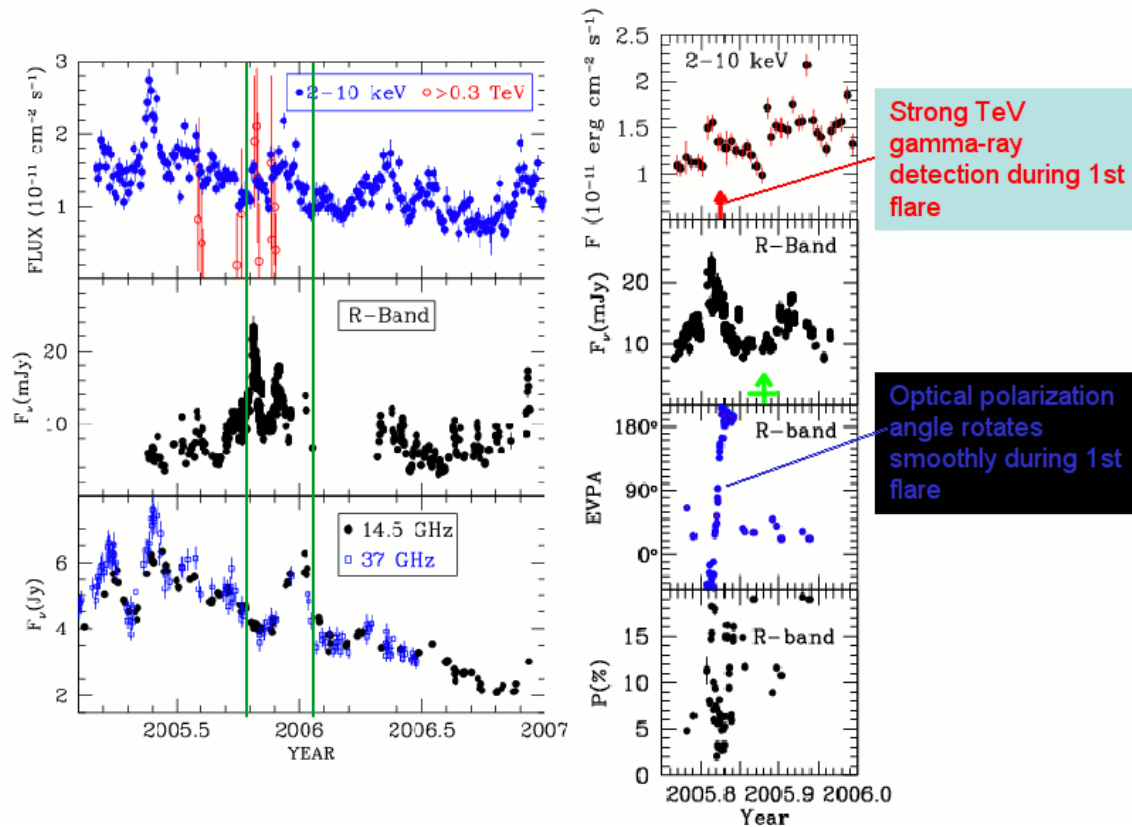 3
2
1
0
FLUX (10⁻¹¹ cm⁻² s⁻¹)
2-10 keV
>0.3 TeV
20
10
0
Fν(mJy)
R-Band
6
4
2
Fν(Jy)
14.5 GHz
37 GHz
2005.5
2006
2006.5
2007
YEAR
2.5
2
1.5
1
F (10⁻¹¹ erg cm⁻² s⁻¹)
2-10 keV
20
10
0
Fν(mJy)
R-Band
180°
90°
0°
EVPA
R-band
15
10
5
0
P(%)
R-band
2005.8
2005.9
2006.0
Year
Strong TeV
gamma-ray
detection during 1st
flare
Optical polarization
angle rotates
smoothly during 1st
flare